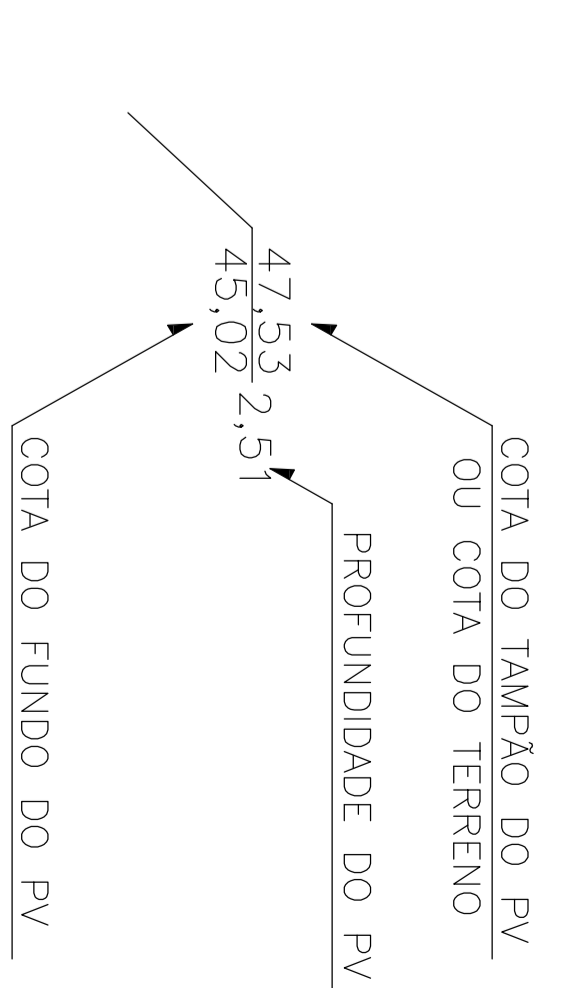 COTA DO TAMPÃO DO PV
OU COTA DO TERRENO
PROFUNDIDADE DO PV
47,53
45,02
2,51
COTA DO FUNDO DO PV